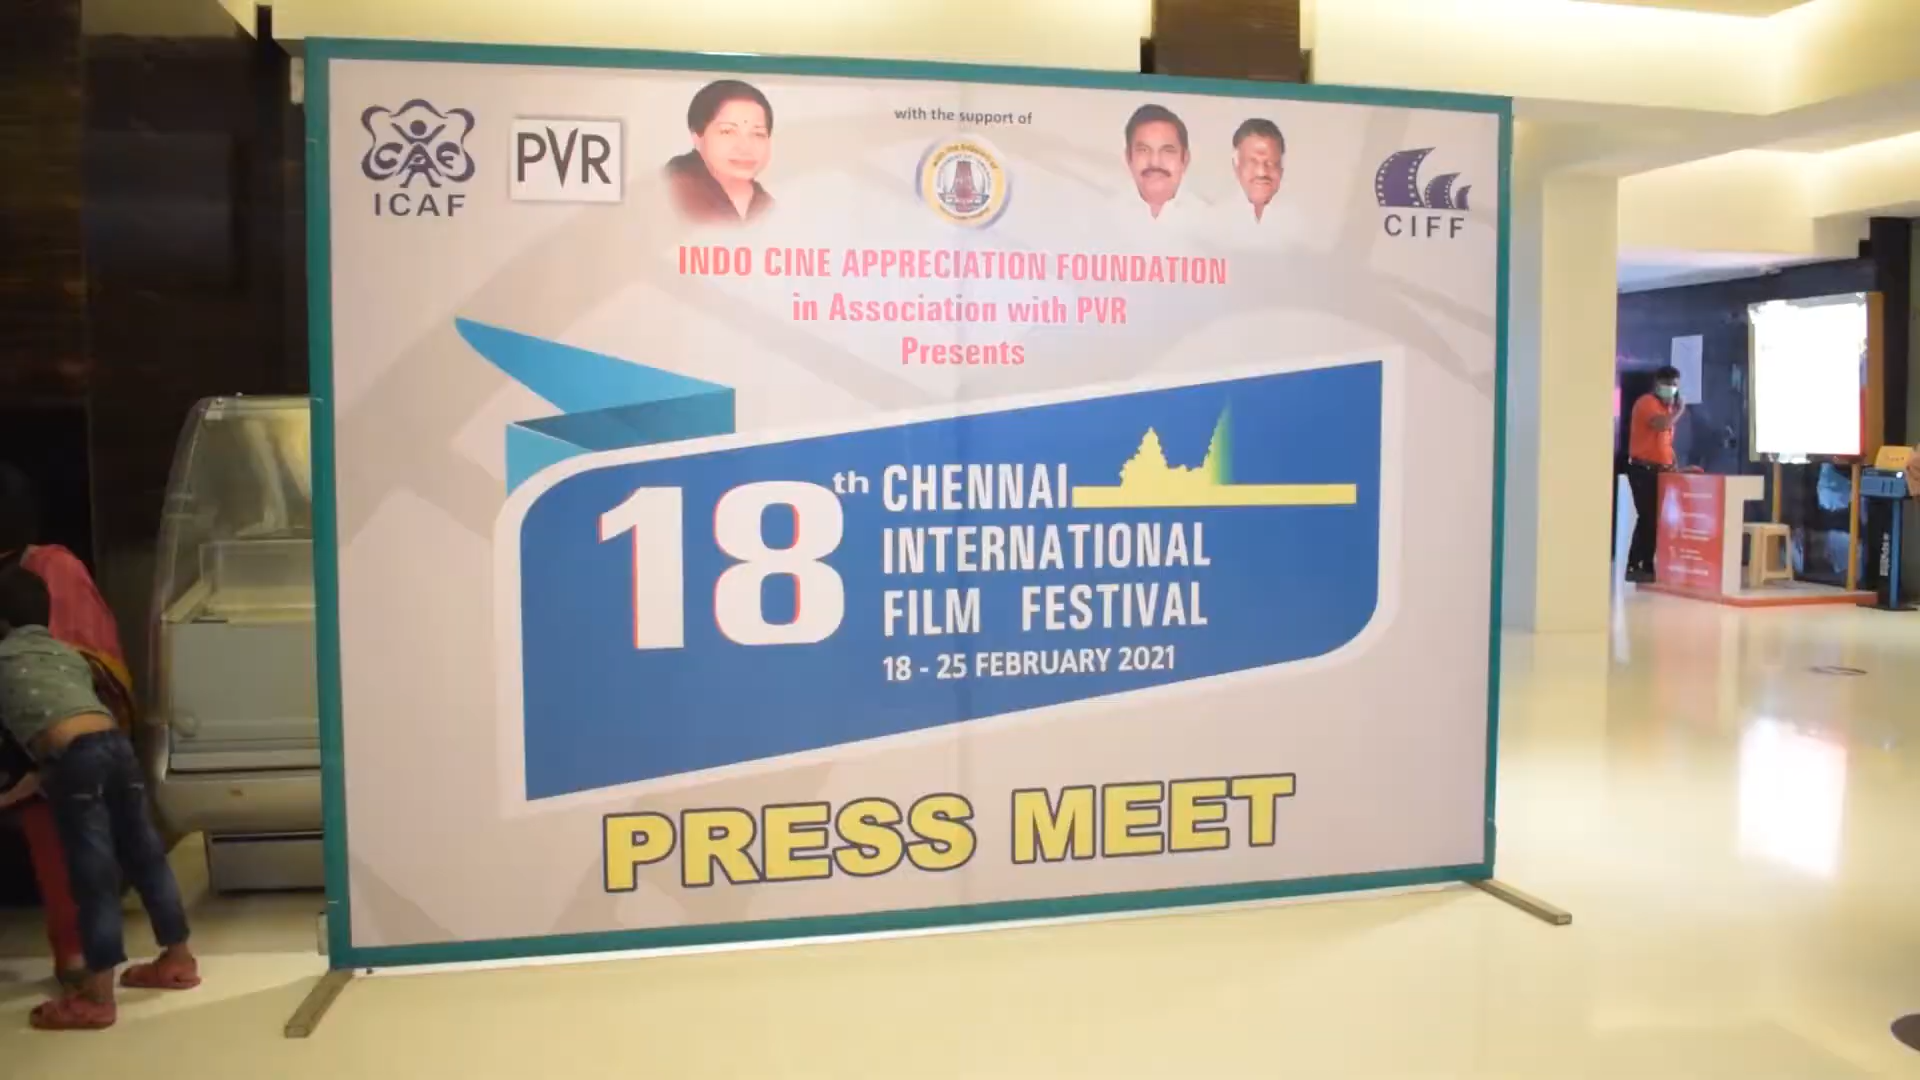 ICAF
PVR
with the support of
CIFF
INDO CINE APPRECIATION FOUNDATION
in Association with PVR
Presents
18th CHENNAI
INTERNATIONAL
FILM FESTIVAL
18 - 25 FEBRUARY 2021
PRESS MEET